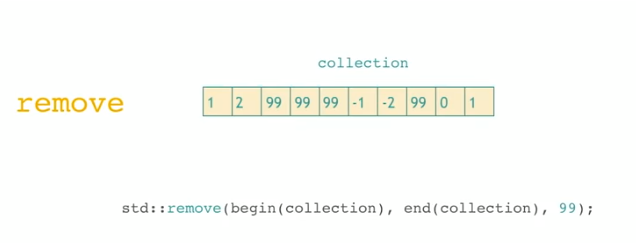 collection
remove
1 2 99 99 99 -1 -2 99 0 1
std::remove(begin(collection), end(collection), 99);